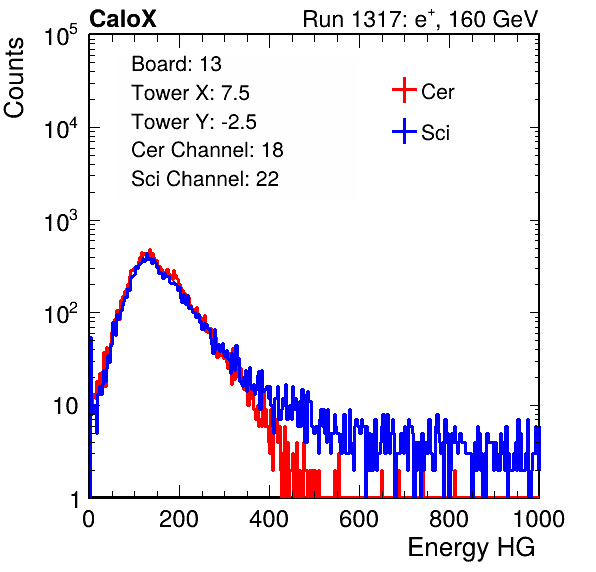 CaloX Run 1317: e⁺, 160 GeV
Counts
10⁵
10⁴
10³
10²
10
1
Board: 13
Tower X: 7.5
Tower Y: -2.5
Cer Channel: 18
Sci Channel: 22
Cer
Sci
0 200 400 600 800 1000
Energy HG